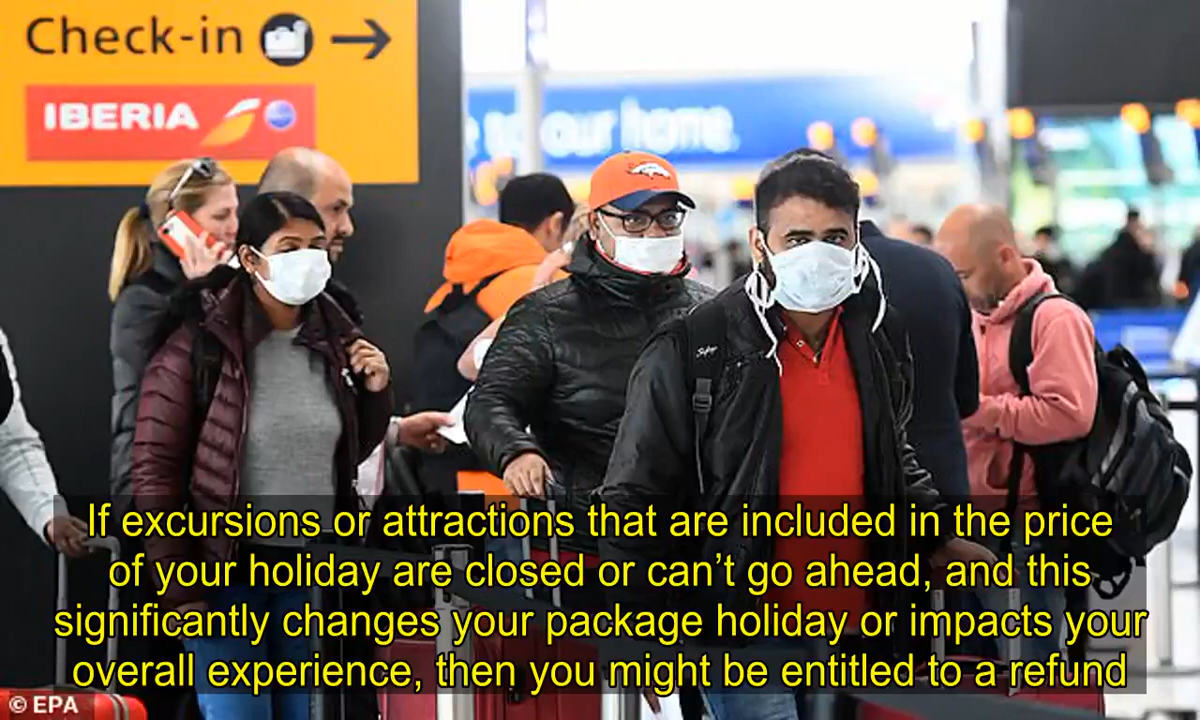 Check-in
IBERIA
our home.
If excursions or attractions that are included in the price
of your holiday are closed or can’t go ahead, and this
significantly changes your package holiday or impacts your
overall experience, then you might be entitled to a refund
© EPA